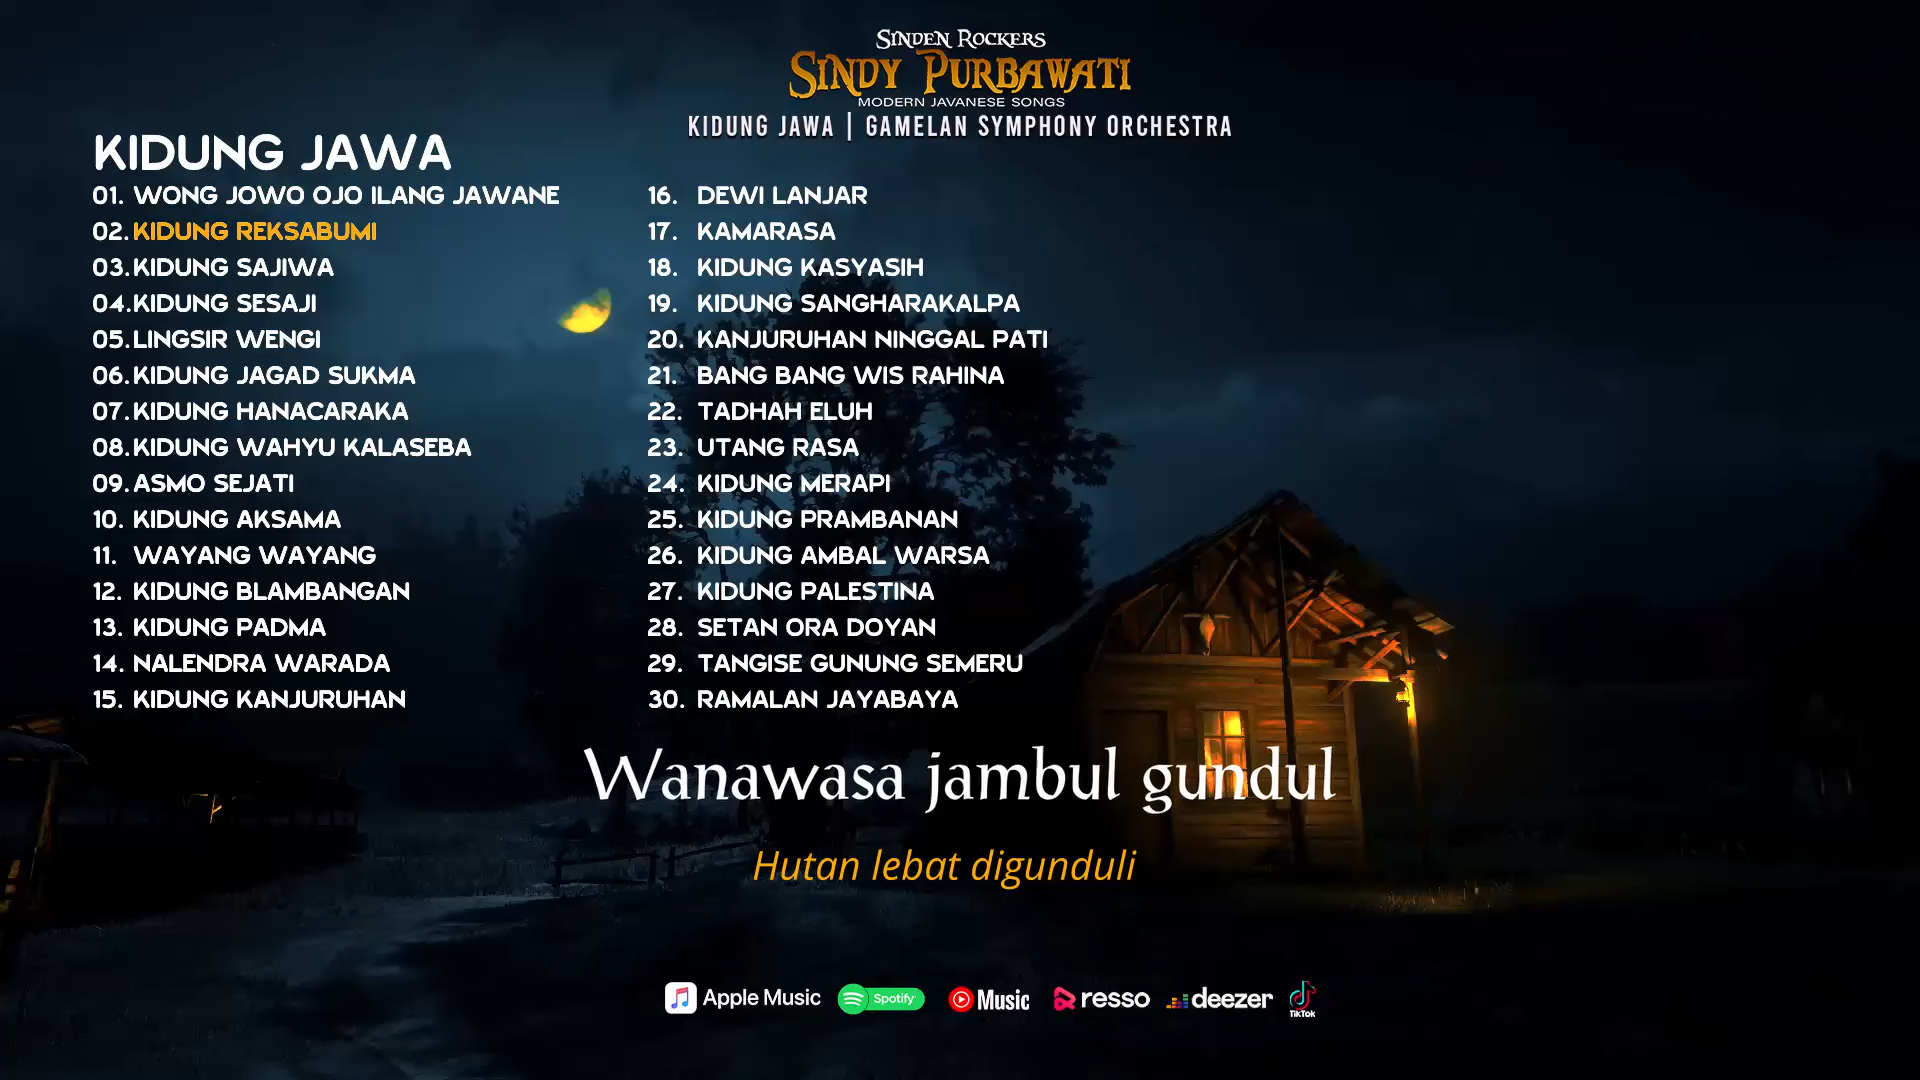 SINDEN ROCKERS
SINDY PURBAWATI
MODERN JAVANESE SONGS
KIDUNG JAWA | GAMELAN SYMPHONY ORCHESTRA
KIDUNG JAWA
01. WONG JOWO OJO ILANG JAWANE
02. KIDUNG REKSABUMI
03. KIDUNG SAJIWA
04. KIDUNG SESAJI
05. LINGSIR WENGI
06. KIDUNG JAGAD SUKMA
07. KIDUNG HANACARAKA
08. KIDUNG WAHYU KALASEBA
09. ASMO SEJATI
10. KIDUNG AKSAMA
11. WAYANG WAYANG
12. KIDUNG BLAMBANGAN
13. KIDUNG PADMA
14. NALENDRA WARADA
15. KIDUNG KANJURUHAN
16. DEWI LANJAR
17. KAMARASA
18. KIDUNG KASYASIH
19. KIDUNG SANGHARAKALPA
20. KANJURUHAN NINGGAL PATI
21. BANG BANG WIS RAHINA
22. TADHAH ELUH
23. UTANG RASA
24. KIDUNG MERAPI
25. KIDUNG PRAMBANAN
26. KIDUNG AMBAL WARSA
27. KIDUNG PALESTINA
28. SETAN ORA DOYAN
29. TANGISE GUNUNG SEMERU
30. RAMALAN JAYABAYA
Wanawasa jambul gundul
Hutan lebat digunduli
Apple Music Spotify Music resso deezer TikTok